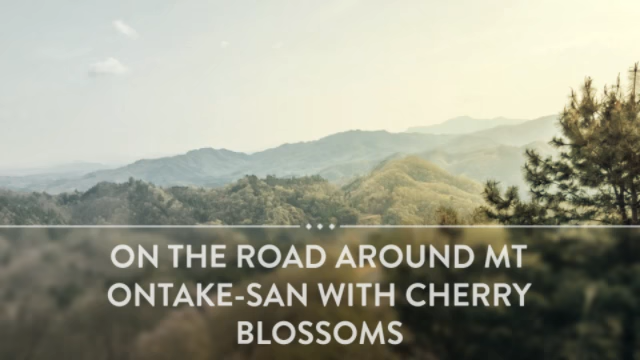 ON THE ROAD AROUND MT
ONTAKE-SAN WITH CHERRY
BLOSSOMS